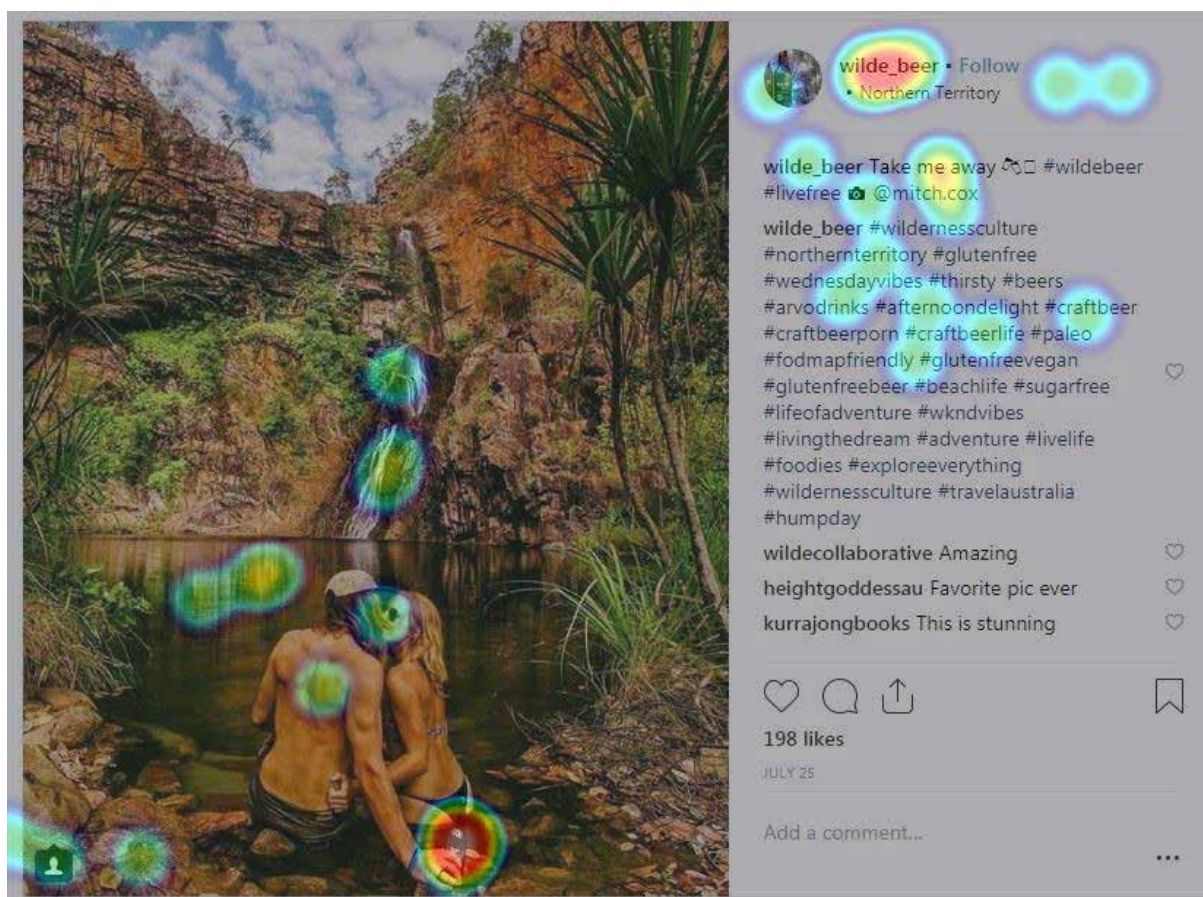 wilde_beer • Follow
• Northern Territory
wilde_beer Take me away #wildebeer
#livefree @mitch.cox
wilde_beer #wildernessculture
#northernterritory #glutenfree
#wednesdayvibes #thirsty #beers
#arvodrinks #afternoondelight #craftbeer
#craftbeerporn #craftbeerlife #paleo
#fodmapfriendly #glutenfreevegan
#glutenfreebeer #beachlife #sugarfree
#lifeofadventure #wkndvibes
#livingthedream #adventure #livelife
#foodies #exploreeverything
#wildernessculture #travelaustralia
#humpday
wildecollaborative Amazing
heightgoddessau Favorite pic ever
kurrajongbooks This is stunning
198 likes
JULY 25
Add a comment...